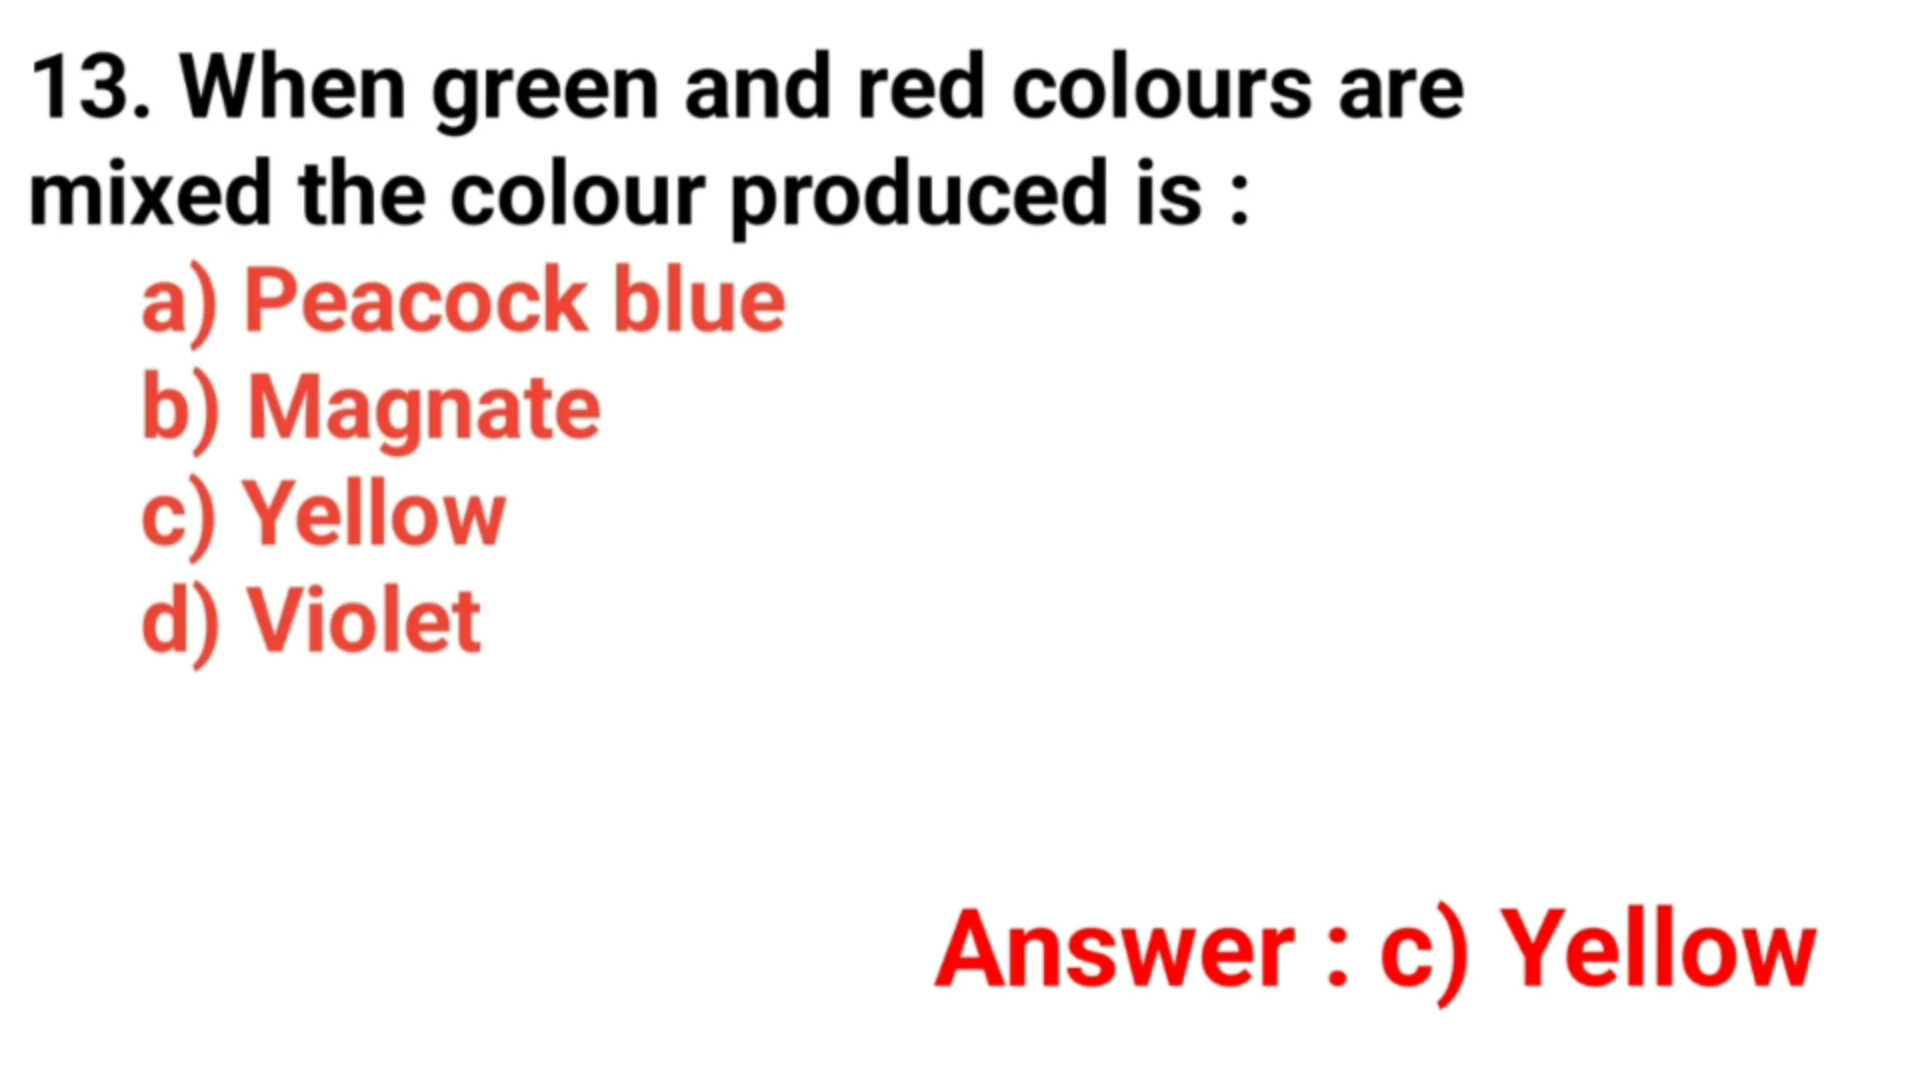 13. When green and red colours are
mixed the colour produced is :
a) Peacock blue
b) Magnate
c) Yellow
d) Violet
Answer : c) Yellow